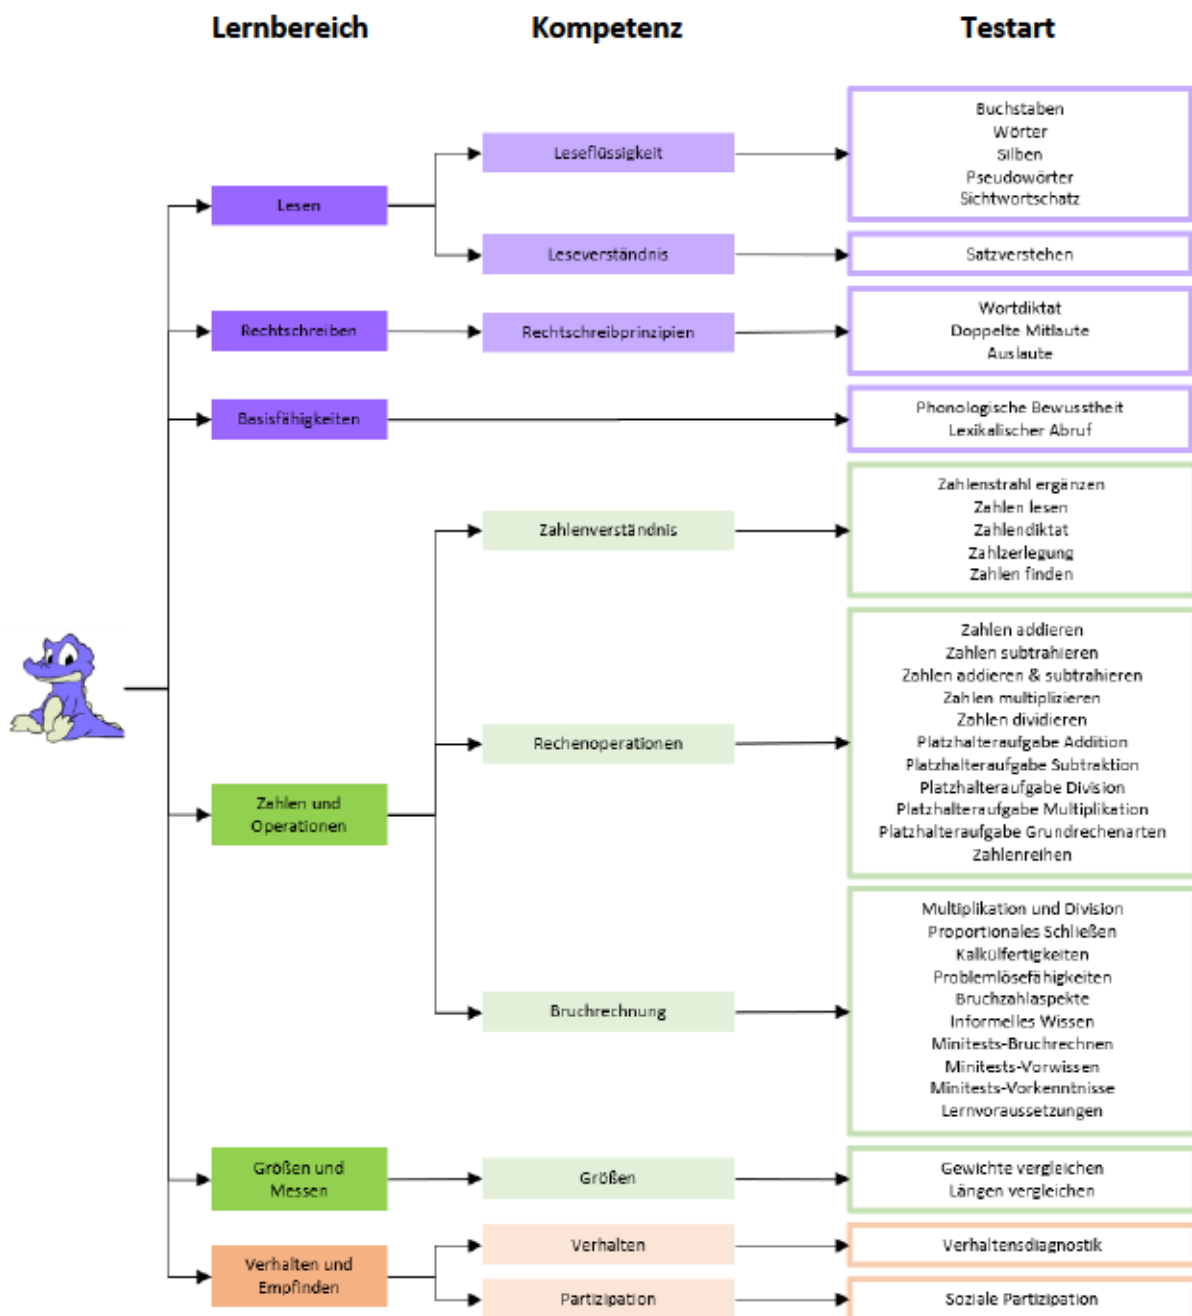 Lernbereich
Kompetenz
Testart
Lesen
Leseflüssigkeit
Buchstaben
Wörter
Silben
Pseudowörter
Sichtwortschatz
Leseverständnis
Satzverstehen
Rechtschreiben
Rechtschreibprinzipien
Wortdiktat
Doppelte Mitlaute
Auslaute
Basisfähigkeiten
Phonologische Bewusstheit
Lexikalischer Abruf
Zahlen und
Operationen
Zahlenverständnis
Zahlenstrahl ergänzen
Zahlen lesen
Zahlendiktat
Zahlzerlegung
Zahlen finden
Rechenoperationen
Zahlen addieren
Zahlen subtrahieren
Zahlen addieren & subtrahieren
Zahlen multiplizieren
Zahlen dividieren
Platzhalteraufgabe Addition
Platzhalteraufgabe Subtraktion
Platzhalteraufgabe Division
Platzhalteraufgabe Multiplikation
Platzhalteraufgabe Grundrechenarten
Zahlenreihen
Bruchrechnung
Multiplikation und Division
Proportionales Schließen
Kalkülfertigkeiten
Problemlösefähigkeiten
Bruchzahlaspekte
Informelles Wissen
Minitests-Bruchrechnen
Minitests-Vorwissen
Minitests-Vorkenntnisse
Lernvoraussetzungen
Größen und
Messen
Größen
Gewichte vergleichen
Längen vergleichen
Verhalten und
Empfinden
Verhalten
Verhaltensdiagnostik
Partizipation
Soziale Partizipation